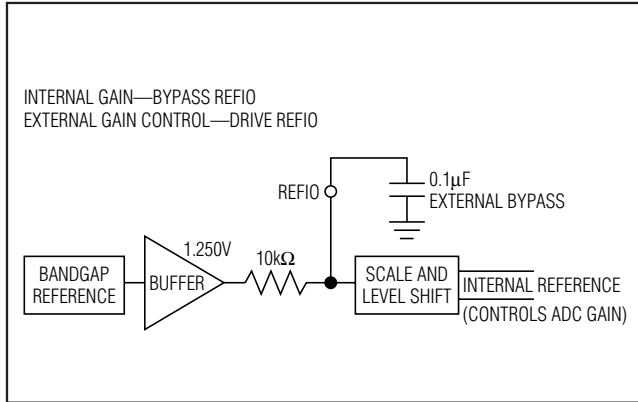 INTERNAL GAIN—BYPASS REFIO
EXTERNAL GAIN CONTROL—DRIVE REFIO
REFIO
0.1µF
EXTERNAL BYPASS
1.250V
10kΩ
BANDGAP
REFERENCE
BUFFER
SCALE AND
LEVEL SHIFT
INTERNAL REFERENCE
(CONTROLS ADC GAIN)